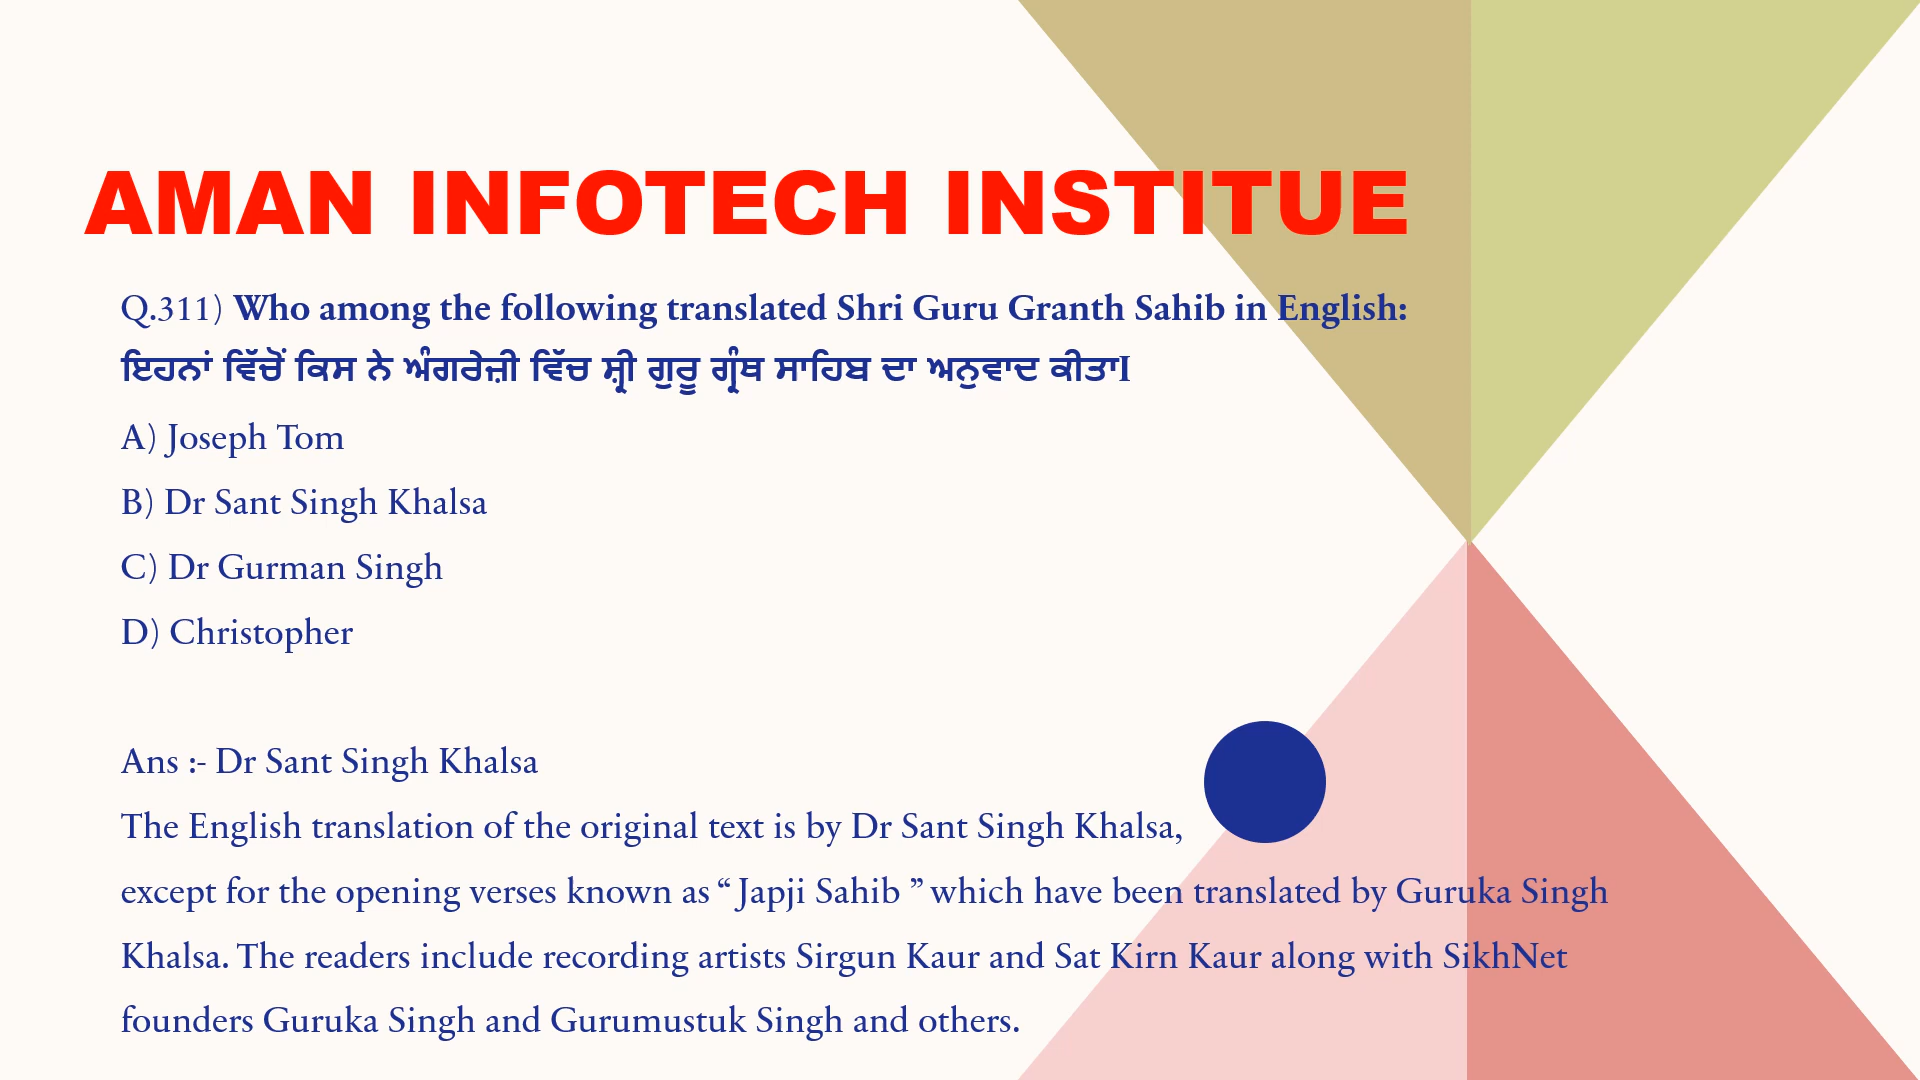 AMAN INFOTECH INSTITUE
Q.311) Who among the following translated Shri Guru Granth Sahib in English:
ਇਹਨਾਂ ਵਿੱਚੋਂ ਕਿਸ ਨੇ ਅੰਗਰੇਜ਼ੀ ਵਿੱਚ ਸ਼੍ਰੀ ਗੁਰੂ ਗ੍ਰੰਥ ਸਾਹਿਬ ਦਾ ਅਨੁਵਾਦ ਕੀਤਾI
A) Joseph Tom
B) Dr Sant Singh Khalsa
C) Dr Gurman Singh
D) Christopher
Ans :- Dr Sant Singh Khalsa
The English translation of the original text is by Dr Sant Singh Khalsa,
except for the opening verses known as “ Japji Sahib ” which have been translated by Guruka Singh
Khalsa. The readers include recording artists Sirgun Kaur and Sat Kirn Kaur along with SikhNet
founders Guruka Singh and Gurumustuk Singh and others.